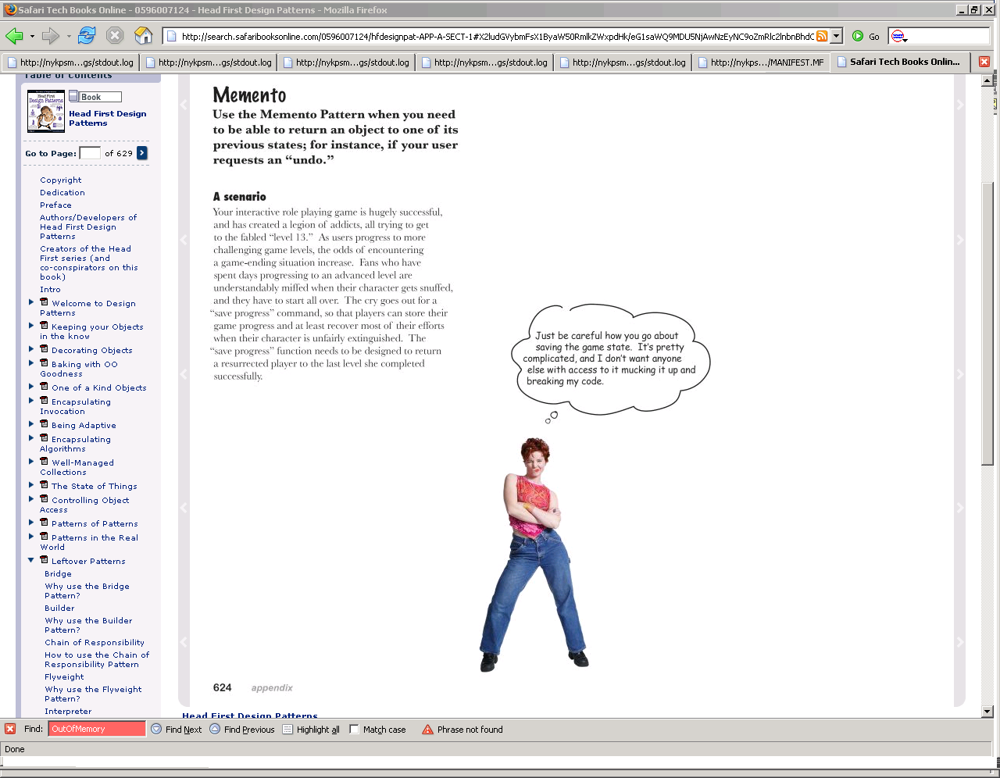 Safari Tech Books Online - 0596007124 - Head First Design Patterns - Mozilla Firefox
http://search.safaribooksonline.com/0596007124/hfdesignpat-APP-A-SECT-1#X2ludGVybmFsX1ByaW50RmlkZWxpdHk/eG1saWQ9MDU5NjAwNzEyNC9oZmRlc2lnbnBhdC
Go
http://nykpsm....gs/stdout.log
http://nykpsm....gs/stdout.log
http://nykpsm....gs/stdout.log
http://nykpsm....gs/stdout.log
http://nykpsm....gs/stdout.log
http://nykps.../MANIFEST.MF
Safari Tech Books Onlin...
Table of Contents
Book
Head First Design
Patterns
Go to Page:
of 629
Copyright
Dedication
Preface
Authors/Developers of
Head First Design
Patterns
Creators of the Head
First series (and
co-conspirators on this
book)
Intro
Welcome to Design
Patterns
Keeping your Objects
in the know
Decorating Objects
Baking with OO
Goodness
One of a Kind Objects
Encapsulating
Invocation
Being Adaptive
Encapsulating
Algorithms
Well-Managed
Collections
The State of Things
Controlling Object
Access
Patterns of Patterns
Patterns in the Real
World
Leftover Patterns
Bridge
Why use the Bridge
Pattern?
Builder
Why use the Builder
Pattern?
Chain of Responsibility
How to use the Chain of
Responsibility Pattern
Flyweight
Why use the Flyweight
Pattern?
Interpreter
Memento
Use the Memento Pattern when you need
to be able to return an object to one of its
previous states; for instance, if your user
requests an “undo.”
A scenario
Your interactive role playing game is hugely successful,
and has created a legion of addicts, all trying to get
to the fabled “level 13.”  As users progress to more
challenging game levels, the odds of encountering
a game-ending situation increase.  Fans who have
spent days progressing to an advanced level are
understandably miffed when their character gets snuffed,
and they have to start all over.  The cry goes out for a
“save progress” command, so that players can store their
game progress and at least recover most of their efforts
when their character is unfairly extinguished.  The
“save progress” function needs to be designed to return
a resurrected player to the last level she completed
successfully.
Just be careful how you go about
saving the game state.  It’s pretty
complicated, and I don’t want anyone
else with access to it mucking it up and
breaking my code.
624 appendix
Head First Design Patterns
Find: OutOfMemory Find Next Find Previous Highlight all Match case Phrase not found
Done